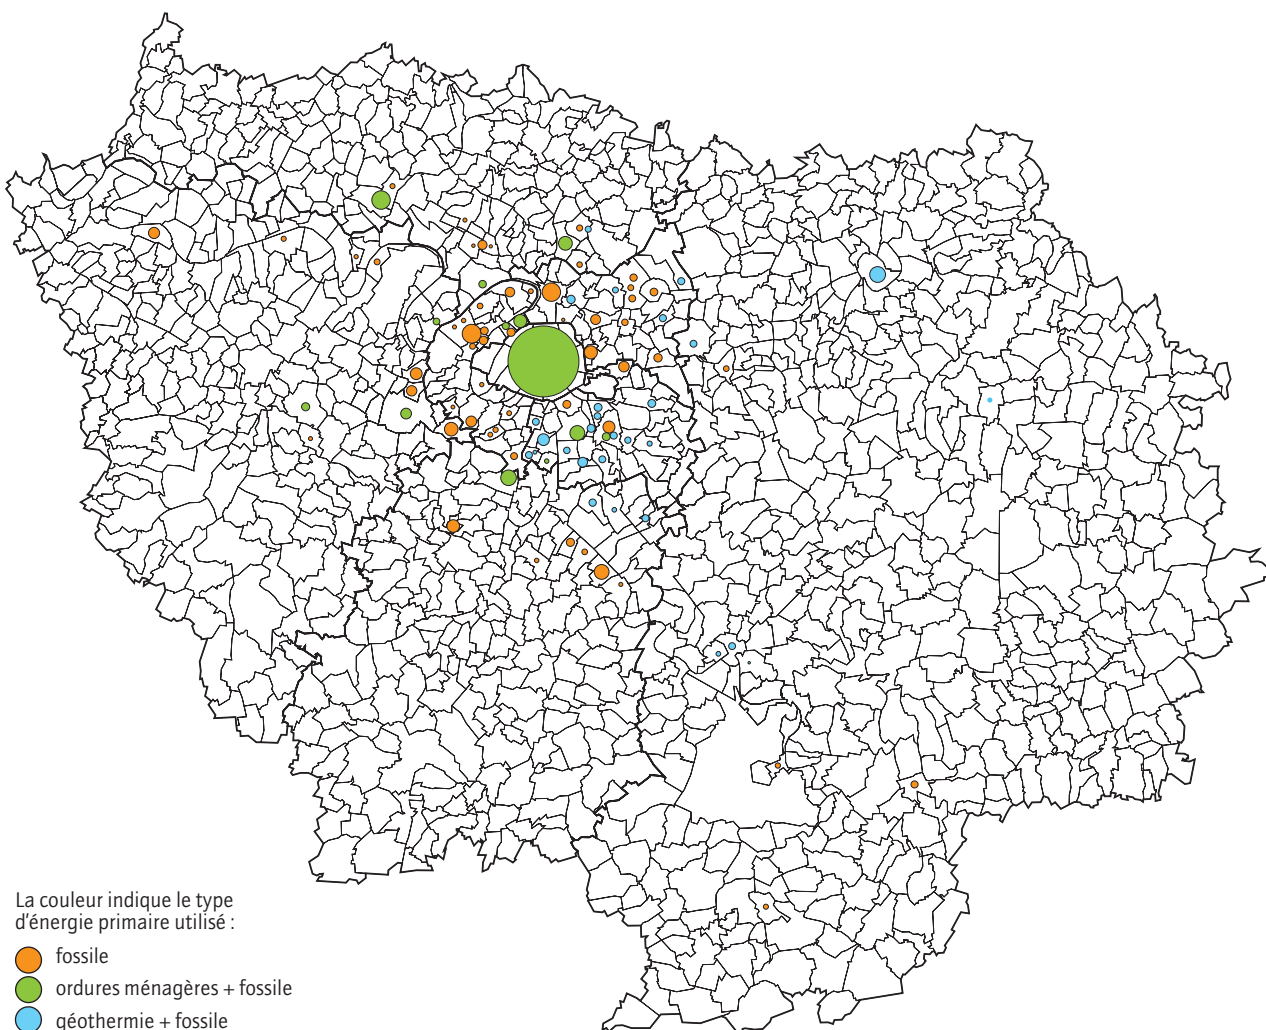 La couleur indique le type
d'énergie primaire utilisé :
fossile
ordures ménagères + fossile
géothermie + fossile